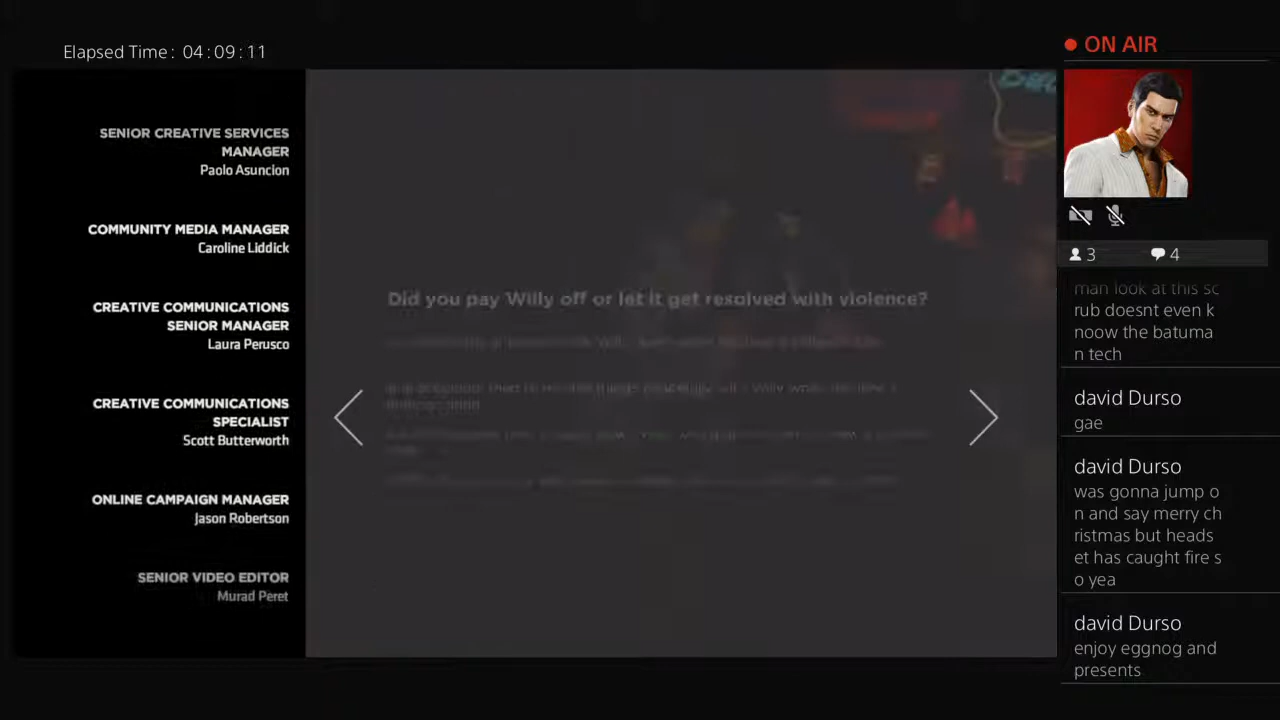 Elapsed Time: 04:09:11
ON AIR
SENIOR CREATIVE SERVICES
MANAGER
Paolo Asuncion
COMMUNITY MEDIA MANAGER
Caroline Liddick
CREATIVE COMMUNICATIONS
SENIOR MANAGER
Laura Perusco
CREATIVE COMMUNICATIONS
SPECIALIST
Scott Butterworth
ONLINE CAMPAIGN MANAGER
Jason Robertson
SENIOR VIDEO EDITOR
Murad Peret
Did you pay Willy off or let it get resolved with violence?
3
4
man look at this sc
rub doesnt even k
noow the batuma
n tech
david Durso
gae
david Durso
was gonna jump o
n and say merry ch
ristmas but heads
et has caught fire s
o yea
david Durso
enjoy eggnog and
presents